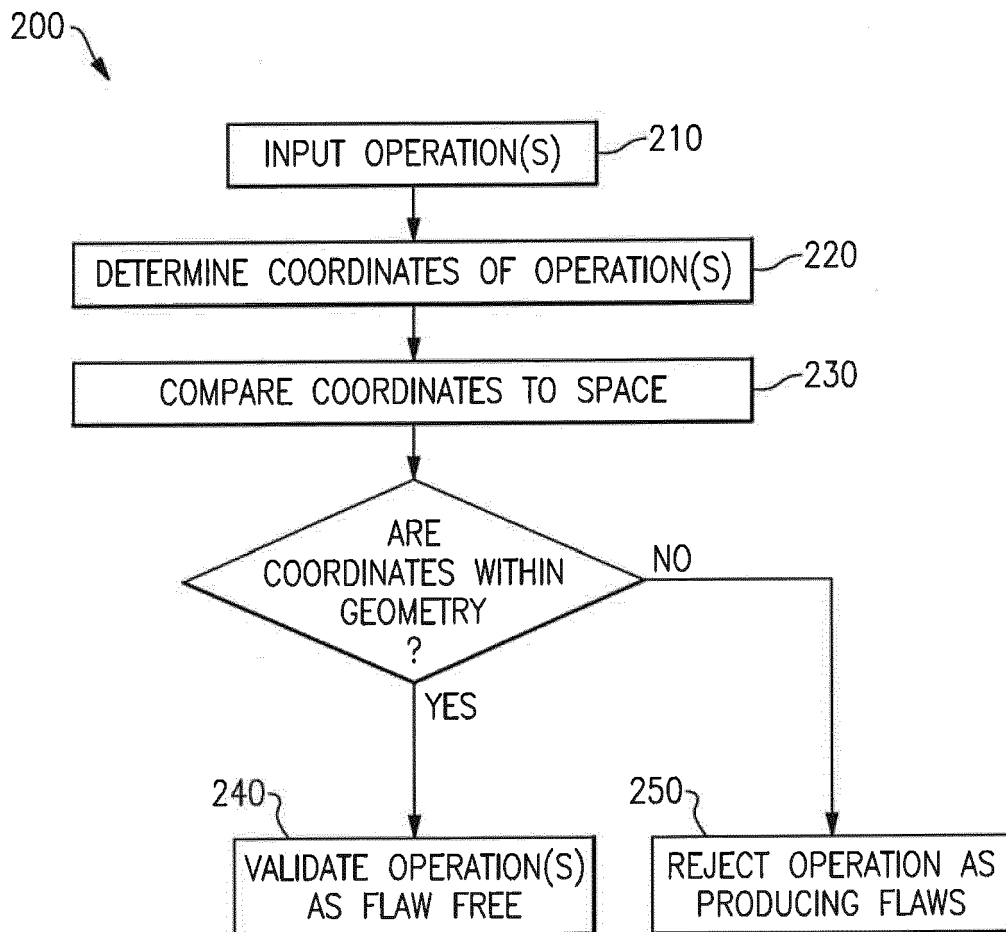 200
INPUT OPERATION(S)
210
DETERMINE COORDINATES OF OPERATION(S)
220
COMPARE COORDINATES TO SPACE
230
ARE
COORDINATES WITHIN
GEOMETRY
?
NO
YES
240
VALIDATE OPERATION(S)
AS FLAW FREE
250
REJECT OPERATION AS
PRODUCING FLAWS